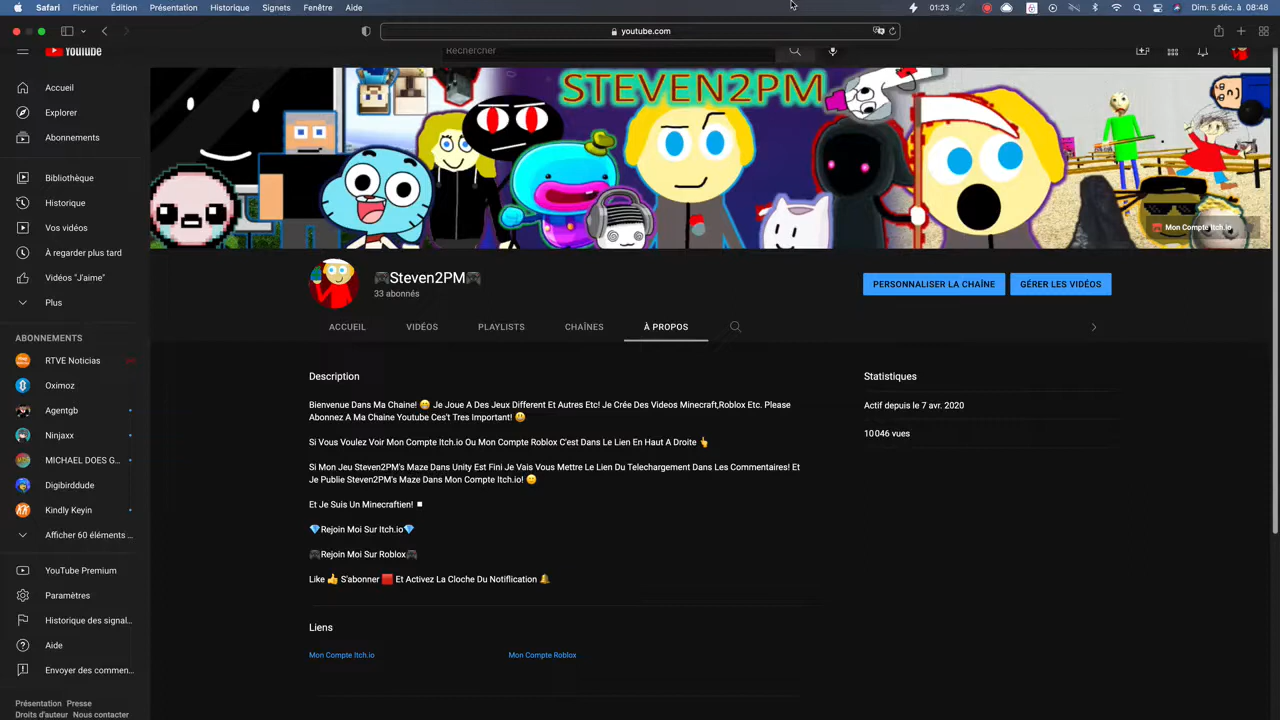 Safari Fichier Édition Présentation Historique Signets Fenêtre Aide 01:23 Dim. 5 déc. à 08:48
youtube.com
YouTube
Rechercher
Accueil
Explorer
Abonnements
Bibliothèque
Historique
Vos vidéos
À regarder plus tard
Vidéos "J'aime"
Plus
ABONNEMENTS
RTVE Noticias
Oximoz
Agentgb
Ninjaxx
MICHAEL DOES G...
Digibirddude
Kindly Keyin
Afficher 60 éléments ...
YouTube Premium
Paramètres
Historique des signal...
Aide
Envoyer des commen...
Présentation Presse
Droits d'auteur Nous contacter
STEVEN2PM
Mon Compte Itch.io
🎮Steven2PM🎮
33 abonnés
PERSONNALISER LA CHAÎNE
GÉRER LES VIDÉOS
ACCUEIL VIDÉOS PLAYLISTS CHAÎNES À PROPOS
Description
Bienvenue Dans Ma Chaine! 😁 Je Joue A Des Jeux Different Et Autres Etc! Je Crée Des Videos Minecraft,Roblox Etc. Please
Abonnez A Ma Chaine Youtube Ces't Tres Important! 😃
Si Vous Voulez Voir Mon Compte Itch.io Ou Mon Compte Roblox C'est Dans Le Lien En Haut A Droite 👆
Si Mon Jeu Steven2PM's Maze Dans Unity Est Fini Je Vais Vous Mettre Le Lien Du Telechargement Dans Les Commentaires! Et
Je Publie Steven2PM's Maze Dans Mon Compte Itch.io! 😁
Et Je Suis Un Minecraftien! ◽
💎Rejoin Moi Sur Itch.io💎
🎮Rejoin Moi Sur Roblox🎮
Like 👍 S'abonner 🟥 Et Activez La Cloche Du Notiflication 🔔
Liens
Mon Compte Itch.io Mon Compte Roblox
Statistiques
Actif depuis le 7 avr. 2020
10 046 vues